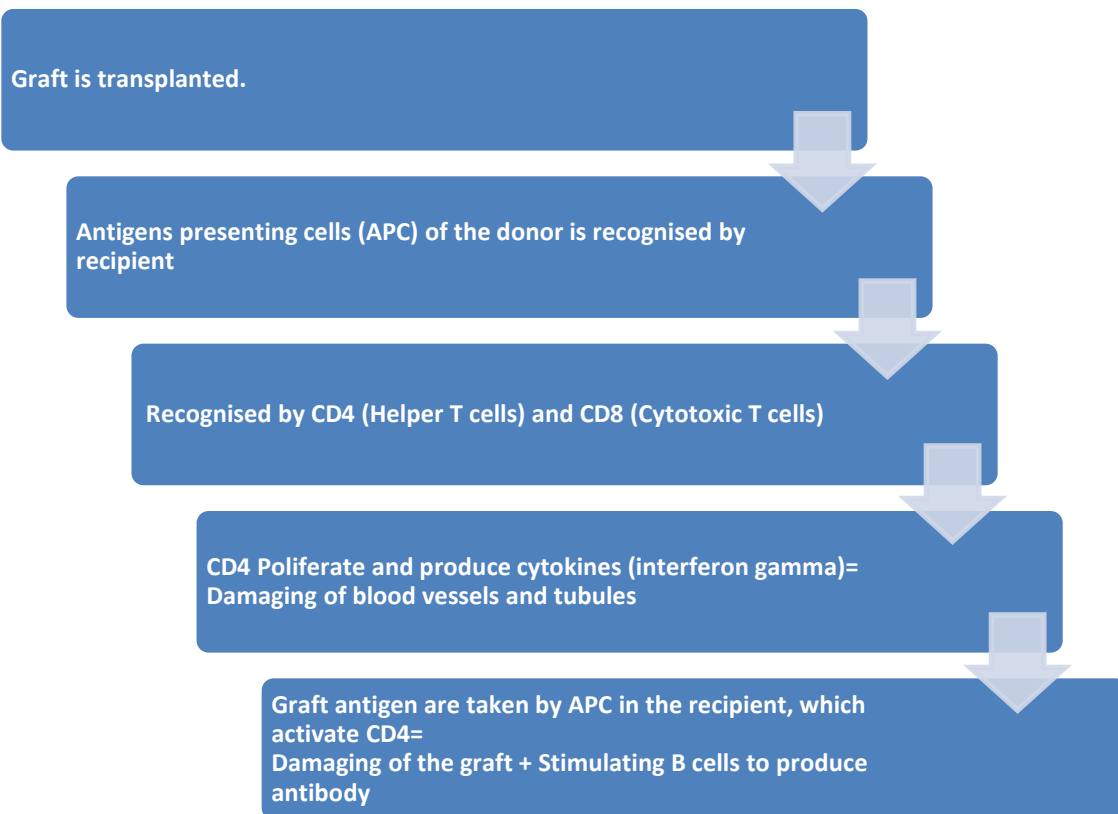 Graft is transplanted.
Antigens presenting cells (APC) of the donor is recognised by
recipient
Recognised by CD4 (Helper T cells) and CD8 (Cytotoxic T cells)
CD4 Poliferate and produce cytokines (interferon gamma)=
Damaging of blood vessels and tubules
Graft antigen are taken by APC in the recipient, which
activate CD4=
Damaging of the graft + Stimulating B cells to produce
antibody